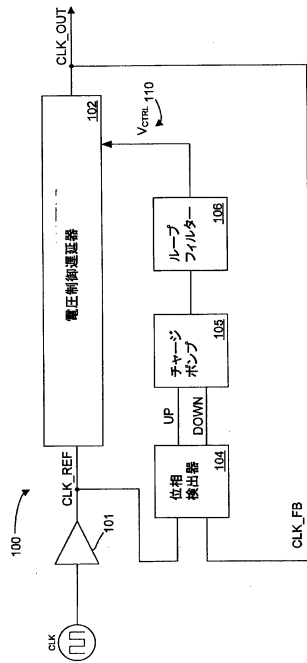 100
CLK
101
CLK_REF
電圧制御遅延器
102
CLK_OUT
VCTRL
110
位相
検出器
104
UP
DOWN
チャージ
ポンプ
105
ループ
フィルター
106
CLK_FB